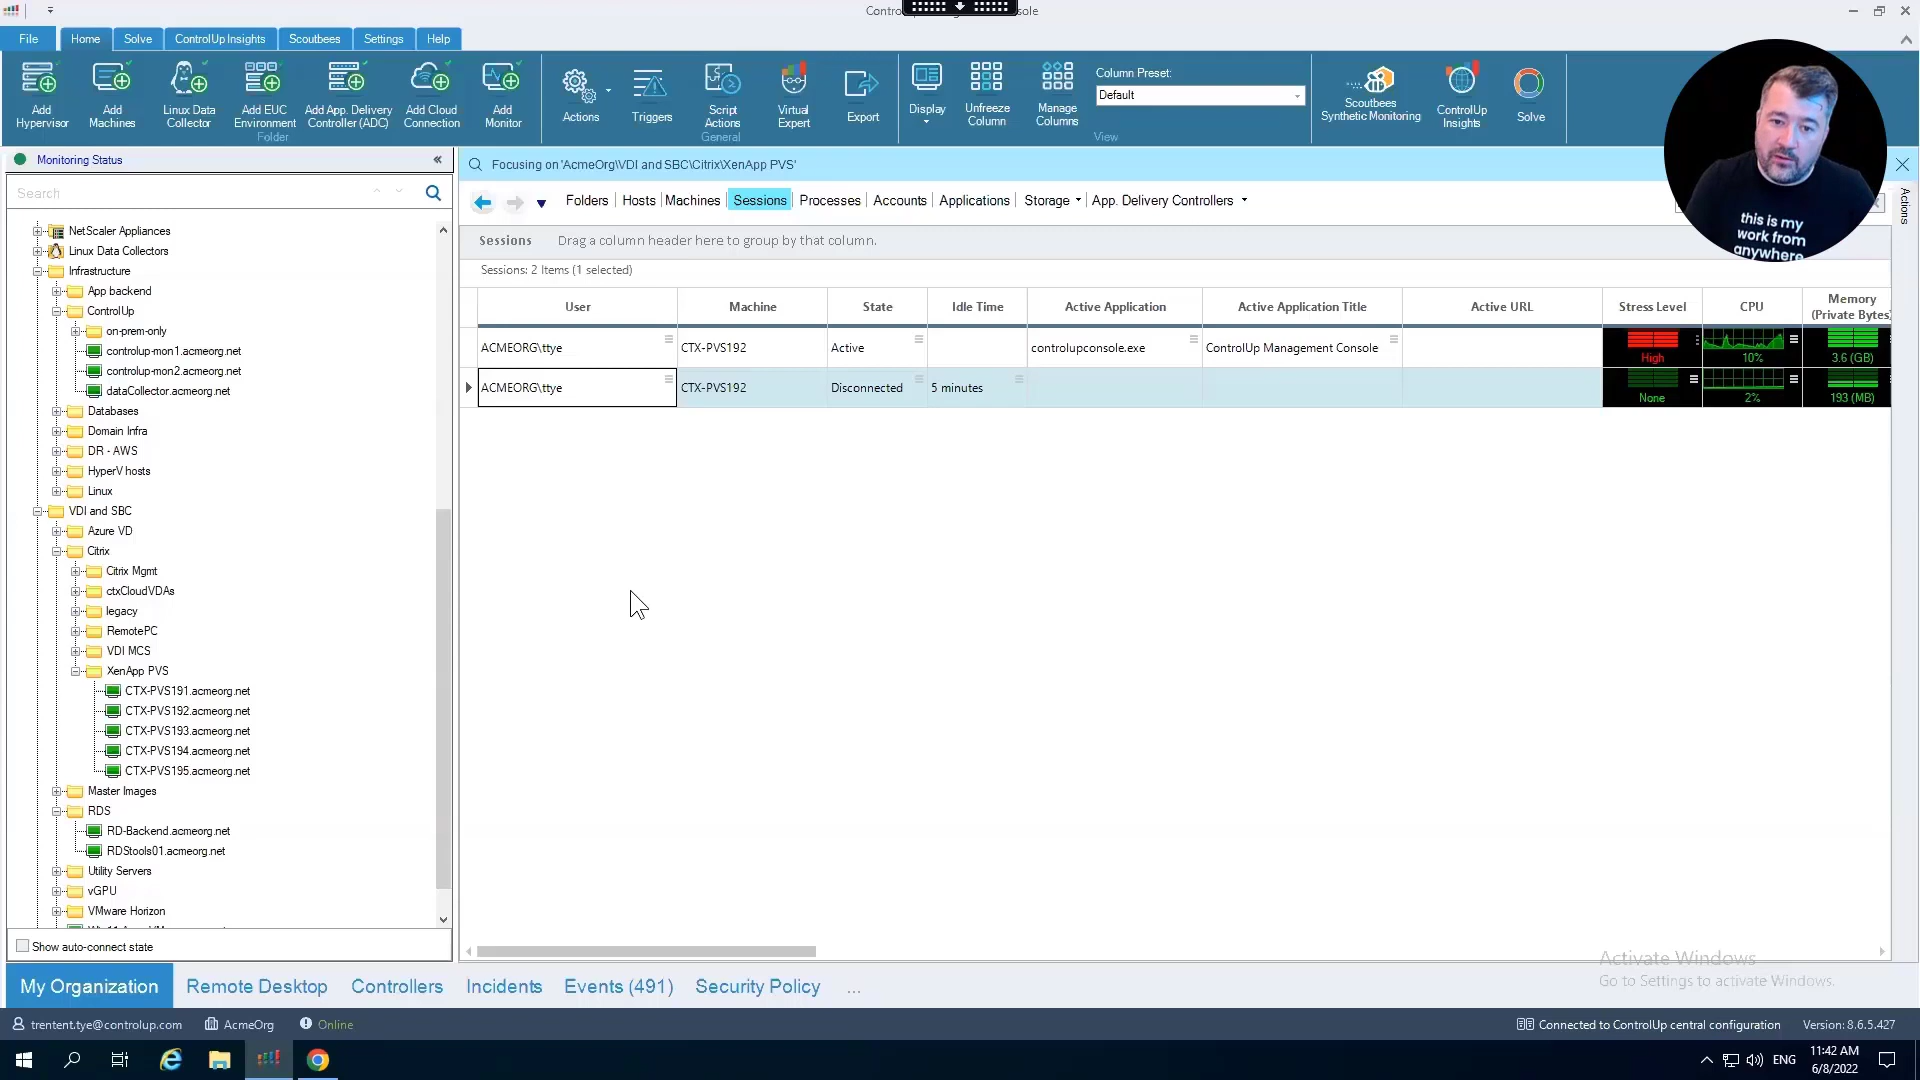 File
Home
Solve
ControlUp Insights
Scoutbees
Settings
Help
Add
Hypervisor
Add
Machines
Linux Data
Collector
Add EUC
Environment
Add App. Delivery
Controller (ADC)
Add Cloud
Connection
Add
Monitor
Folder
Actions
Triggers
Script
Actions
Virtual
Expert
Export
General
Display
Unfreeze
Column
Manage
Columns
Column Preset:
Default
View
Scoutbees
Synthetic Monitoring
ControlUp
Insights
Solve
this is my
work from
anywhere
Monitoring Status
Search
NetScaler Appliances
Linux Data Collectors
Infrastructure
App backend
ControlUp
on-prem-only
controlup-mon1.acmeorg.net
controlup-mon2.acmeorg.net
dataCollector.acmeorg.net
Databases
Domain Infra
DR - AWS
HyperV hosts
Linux
VDI and SBC
Azure VD
Citrix
Citrix Mgmt
ctxCloudVDAs
legacy
RemotePC
VDI MCS
XenApp PVS
CTX-PVS191.acmeorg.net
CTX-PVS192.acmeorg.net
CTX-PVS193.acmeorg.net
CTX-PVS194.acmeorg.net
CTX-PVS195.acmeorg.net
Master Images
RDS
RD-Backend.acmeorg.net
RDStools01.acmeorg.net
Utility Servers
vGPU
VMware Horizon
Show auto-connect state
Focusing on 'AcmeOrg\VDI and SBC\Citrix\XenApp PVS'
Folders Hosts Machines Sessions Processes Accounts Applications Storage App. Delivery Controllers
Actions
Sessions Drag a column header here to group by that column.
Sessions: 2 Items (1 selected)
User Machine State Idle Time Active Application Active Application Title Active URL Stress Level CPU Memory (Private Bytes)
ACMEORG\ttye CTX-PVS192 Active controlupconsole.exe ControlUp Management Console High 10% 3.6 (GB)
ACMEORG\ttye CTX-PVS192 Disconnected 5 minutes None 2% 193 (MB)
Activate Windows
Go to Settings to activate Windows.
My Organization Remote Desktop Controllers Incidents Events (491) Security Policy ...
trentent.tye@controlup.com AcmeOrg Online Connected to ControlUp central configuration Version: 8.6.5.427
ENG
11:42 AM
6/8/2022